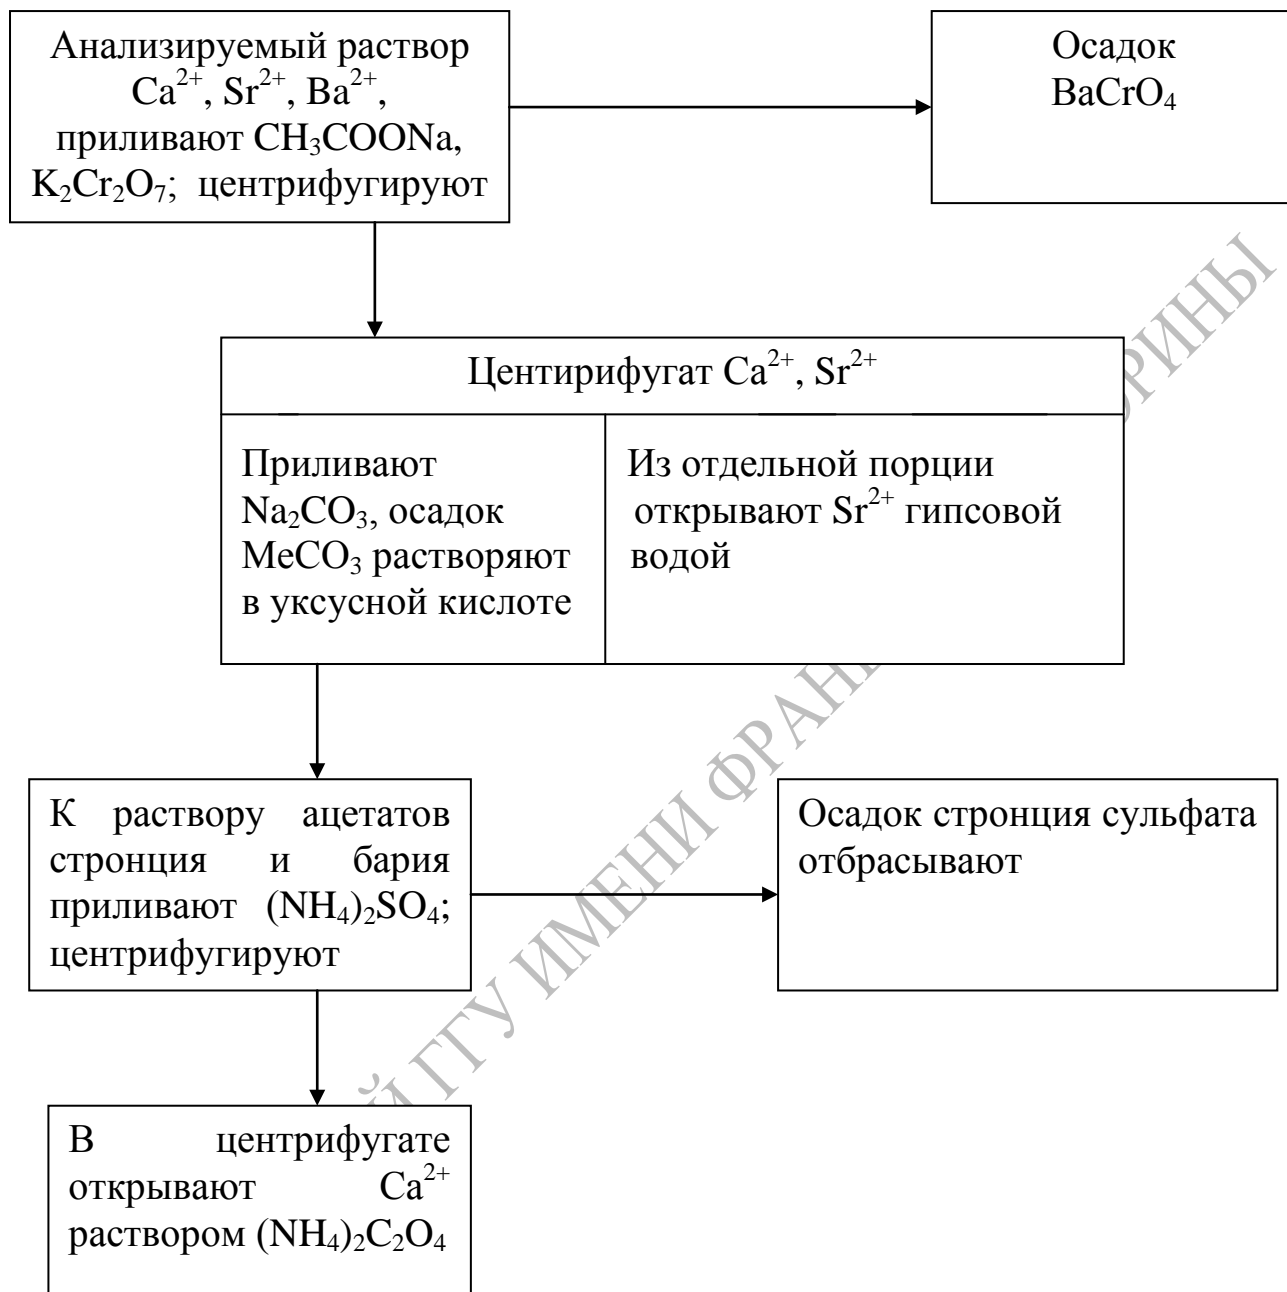 Анализируемый раствор
Ca²⁺, Sr²⁺, Ba²⁺,
приливают CH₃COONa,
K₂Cr₂O₇; центрифугируют
Осадок
BaCrO₄
Центирифугат Ca²⁺, Sr²⁺
Приливают
Na₂CO₃, осадок
MeCO₃ растворяют
в уксусной кислоте
Из отдельной порции
открывают Sr²⁺ гипсовой
водой
К раствору ацетатов
стронция и бария
приливают (NH₄)₂SO₄;
центрифугируют
Осадок стронция сульфата
отбрасывают
В центрифугате
открывают Ca²⁺
раствором (NH₄)₂C₂O₄
ГГУ ИМЕНИ